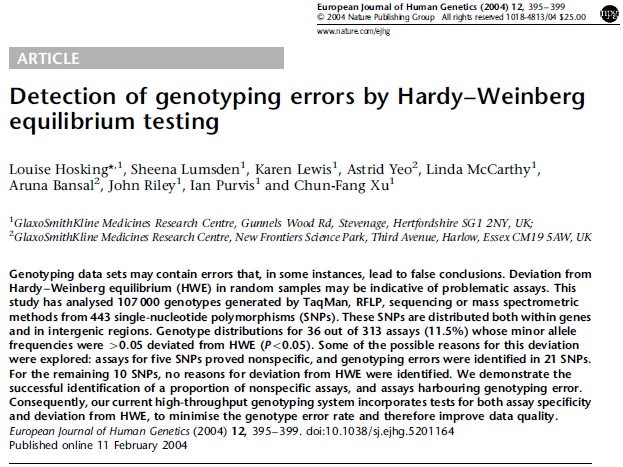 European Journal of Human Genetics (2004) 12, 395–399
© 2004 Nature Publishing Group All rights reserved 1018-4813/04 $25.00
npg
www.nature.com/ejhg
ARTICLE
Detection of genotyping errors by Hardy–Weinberg
equilibrium testing
Louise Hosking*,1, Sheena Lumsden1, Karen Lewis1, Astrid Yeo2, Linda McCarthy1,
Aruna Bansal2, John Riley1, Ian Purvis1 and Chun-Fang Xu1
1GlaxoSmithKline Medicines Research Centre, Gunnels Wood Rd, Stevenage, Hertfordshire SG1 2NY, UK;
2GlaxoSmithKline Medicines Research Centre, New Frontiers Science Park, Third Avenue, Harlow, Essex CM19 5AW, UK
Genotyping data sets may contain errors that, in some instances, lead to false conclusions. Deviation from
Hardy–Weinberg equilibrium (HWE) in random samples may be indicative of problematic assays. This
study has analysed 107 000 genotypes generated by TaqMan, RFLP, sequencing or mass spectrometric
methods from 443 single-nucleotide polymorphisms (SNPs). These SNPs are distributed both within genes
and in intergenic regions. Genotype distributions for 36 out of 313 assays (11.5%) whose minor allele
frequencies were >0.05 deviated from HWE (P<0.05). Some of the possible reasons for this deviation
were explored: assays for five SNPs proved nonspecific, and genotyping errors were identified in 21 SNPs.
For the remaining 10 SNPs, no reasons for deviation from HWE were identified. We demonstrate the
successful identification of a proportion of nonspecific assays, and assays harbouring genotyping error.
Consequently, our current high-throughput genotyping system incorporates tests for both assay specificity
and deviation from HWE, to minimise the genotype error rate and therefore improve data quality.
European Journal of Human Genetics (2004) 12, 395–399. doi:10.1038/sj.ejhg.5201164
Published online 11 February 2004